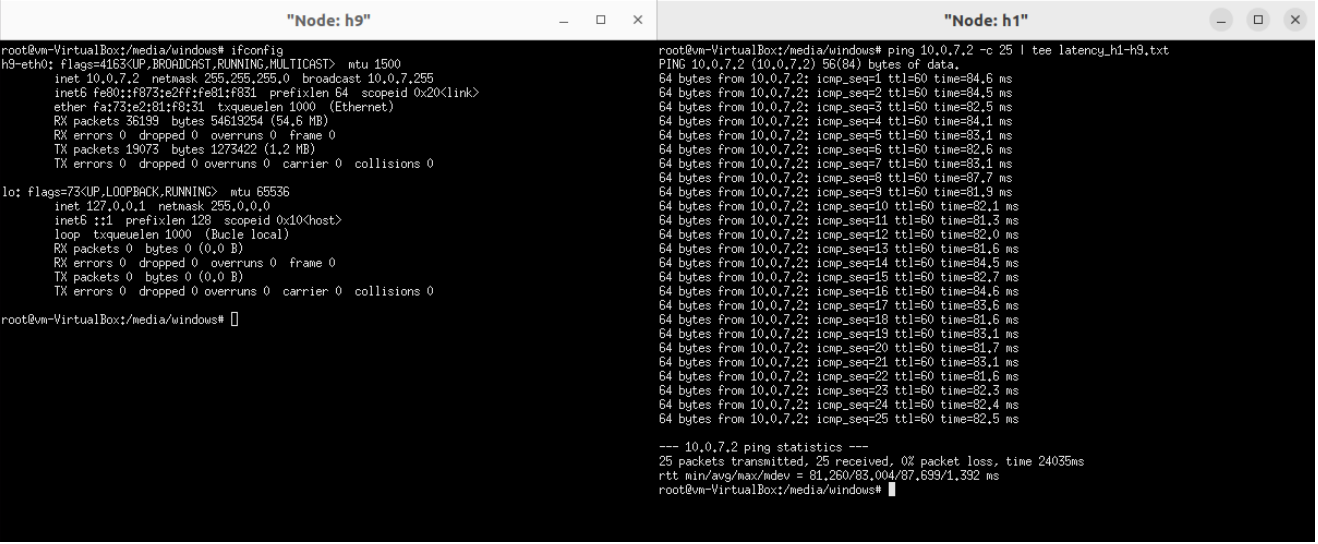 "Node: h9"
root@vm-VirtualBox:/media/windows# ifconfig
h9-eth0: flags=4163<UP,BROADCAST,RUNNING,MULTICAST>  mtu 1500
        inet 10.0.7.2  netmask 255.255.255.0  broadcast 10.0.7.255
        inet6 fe80::f873:e2ff:fe81:f831  prefixlen 64  scopeid 0x20<link>
        ether fa:73:e2:81:f8:31  txqueuelen 1000  (Ethernet)
        RX packets 36199  bytes 54619254 (54.6 MB)
        RX errors 0  dropped 0  overruns 0  frame 0
        TX packets 19073  bytes 1273422 (1.2 MB)
        TX errors 0  dropped 0 overruns 0  carrier 0  collisions 0
lo: flags=73<UP,LOOPBACK,RUNNING>  mtu 65536
        inet 127.0.0.1  netmask 255.0.0.0
        inet6 ::1  prefixlen 128  scopeid 0x10<host>
        loop  txqueuelen 1000  (Bucle local)
        RX packets 0  bytes 0 (0.0 B)
        RX errors 0  dropped 0  overruns 0  frame 0
        TX packets 0  bytes 0 (0.0 B)
        TX errors 0  dropped 0 overruns 0  carrier 0  collisions 0
root@vm-VirtualBox:/media/windows#
"Node: h1"
root@vm-VirtualBox:/media/windows# ping 10.0.7.2 -c 25 | tee latency_h1-h9.txt
PING 10.0.7.2 (10.0.7.2) 56(84) bytes of data.
64 bytes from 10.0.7.2: icmp_seq=1 ttl=60 time=84.6 ms
64 bytes from 10.0.7.2: icmp_seq=2 ttl=60 time=84.5 ms
64 bytes from 10.0.7.2: icmp_seq=3 ttl=60 time=82.5 ms
64 bytes from 10.0.7.2: icmp_seq=4 ttl=60 time=84.1 ms
64 bytes from 10.0.7.2: icmp_seq=5 ttl=60 time=83.1 ms
64 bytes from 10.0.7.2: icmp_seq=6 ttl=60 time=82.6 ms
64 bytes from 10.0.7.2: icmp_seq=7 ttl=60 time=83.1 ms
64 bytes from 10.0.7.2: icmp_seq=8 ttl=60 time=87.7 ms
64 bytes from 10.0.7.2: icmp_seq=9 ttl=60 time=81.9 ms
64 bytes from 10.0.7.2: icmp_seq=10 ttl=60 time=82.1 ms
64 bytes from 10.0.7.2: icmp_seq=11 ttl=60 time=81.3 ms
64 bytes from 10.0.7.2: icmp_seq=12 ttl=60 time=82.0 ms
64 bytes from 10.0.7.2: icmp_seq=13 ttl=60 time=81.6 ms
64 bytes from 10.0.7.2: icmp_seq=14 ttl=60 time=84.5 ms
64 bytes from 10.0.7.2: icmp_seq=15 ttl=60 time=82.7 ms
64 bytes from 10.0.7.2: icmp_seq=16 ttl=60 time=84.6 ms
64 bytes from 10.0.7.2: icmp_seq=17 ttl=60 time=83.6 ms
64 bytes from 10.0.7.2: icmp_seq=18 ttl=60 time=81.6 ms
64 bytes from 10.0.7.2: icmp_seq=19 ttl=60 time=83.1 ms
64 bytes from 10.0.7.2: icmp_seq=20 ttl=60 time=81.7 ms
64 bytes from 10.0.7.2: icmp_seq=21 ttl=60 time=83.1 ms
64 bytes from 10.0.7.2: icmp_seq=22 ttl=60 time=81.6 ms
64 bytes from 10.0.7.2: icmp_seq=23 ttl=60 time=82.3 ms
64 bytes from 10.0.7.2: icmp_seq=24 ttl=60 time=82.4 ms
64 bytes from 10.0.7.2: icmp_seq=25 ttl=60 time=82.5 ms
--- 10.0.7.2 ping statistics ---
25 packets transmitted, 25 received, 0% packet loss, time 24035ms
rtt min/avg/max/mdev = 81.260/83.004/87.699/1.392 ms
root@vm-VirtualBox:/media/windows#